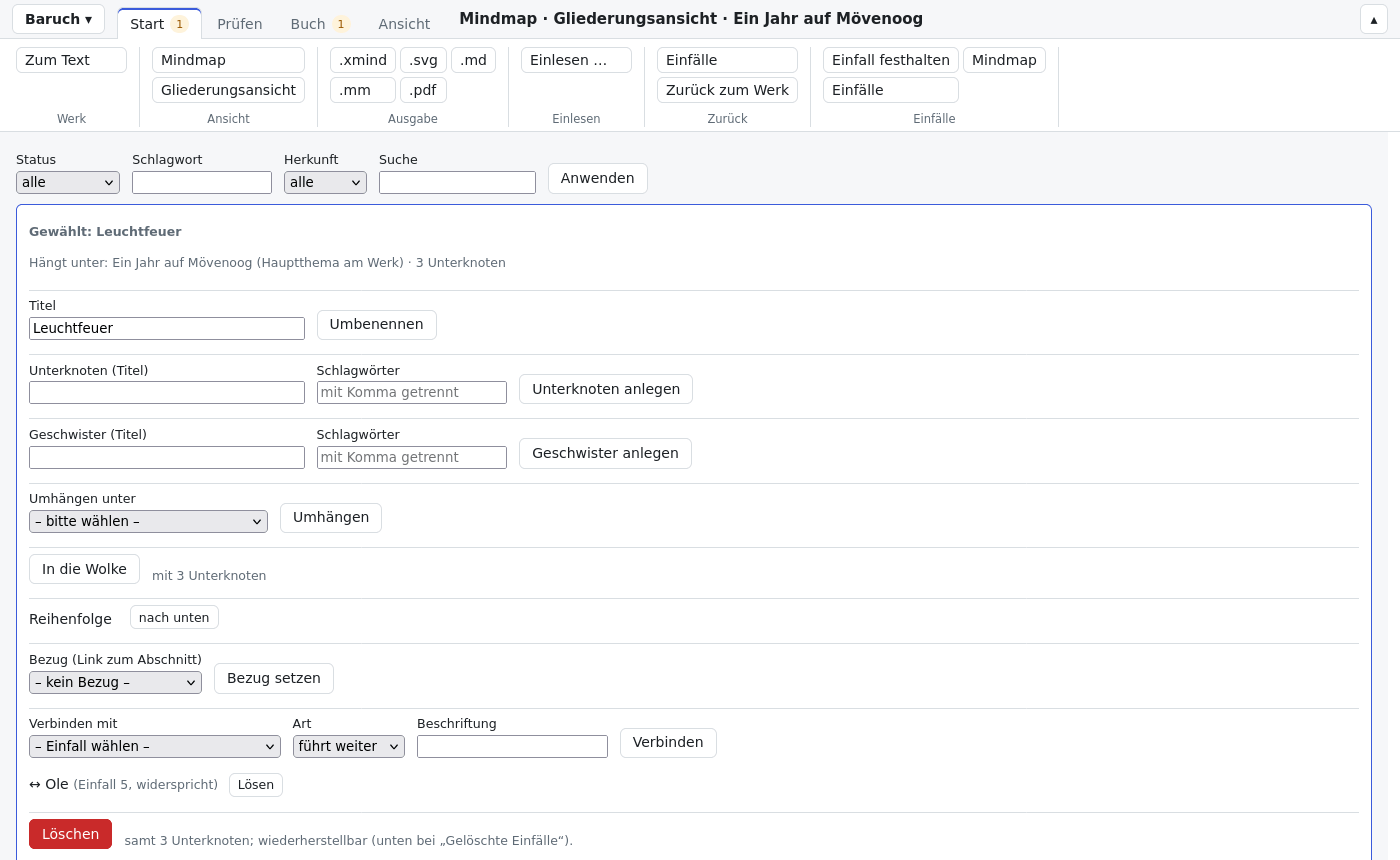 Baruch ▾ Start 1 Prüfen Buch 1 Ansicht Mindmap · Gliederungsansicht · Ein Jahr auf Mövenoog ▴
Zum Text Mindmap .xmind .svg .md Einlesen ... Einfälle Einfall festhalten Mindmap
Gliederungsansicht .mm .pdf Zurück zum Werk Einfälle
Werk Ansicht Ausgabe Einlesen Zurück Einfälle
Status Schlagwort Herkunft Suche
alle alle Anwenden
Gewählt: Leuchtfeuer
Hängt unter: Ein Jahr auf Mövenoog (Hauptthema am Werk) · 3 Unterknoten
Titel
Leuchtfeuer Umbenennen
Unterknoten (Titel) Schlagwörter
mit Komma getrennt Unterknoten anlegen
Geschwister (Titel) Schlagwörter
mit Komma getrennt Geschwister anlegen
Umhängen unter
– bitte wählen – Umhängen
In die Wolke mit 3 Unterknoten
Reihenfolge nach unten
Bezug (Link zum Abschnitt)
– kein Bezug – Bezug setzen
Verbinden mit Art Beschriftung
– Einfall wählen – führt weiter Verbinden
↔ Ole (Einfall 5, widerspricht) Lösen
Löschen samt 3 Unterknoten; wiederherstellbar (unten bei „Gelöschte Einfälle“).